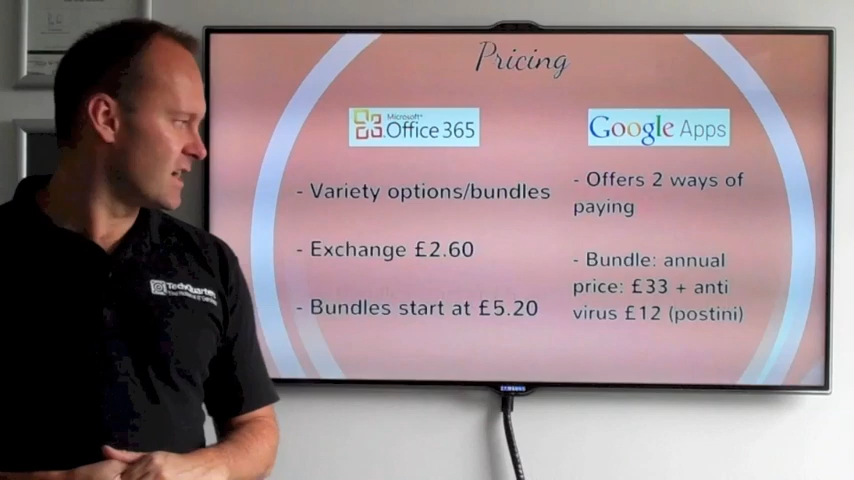 Pricing
Microsoft®
Office 365
Google Apps
- Variety options/bundles
- Exchange £2.60
- Bundles start at £5.20
- Offers 2 ways of
paying
- Bundle: annual
price: £33 + anti
virus £12 (postini)
TechQuarters
SAMSUNG